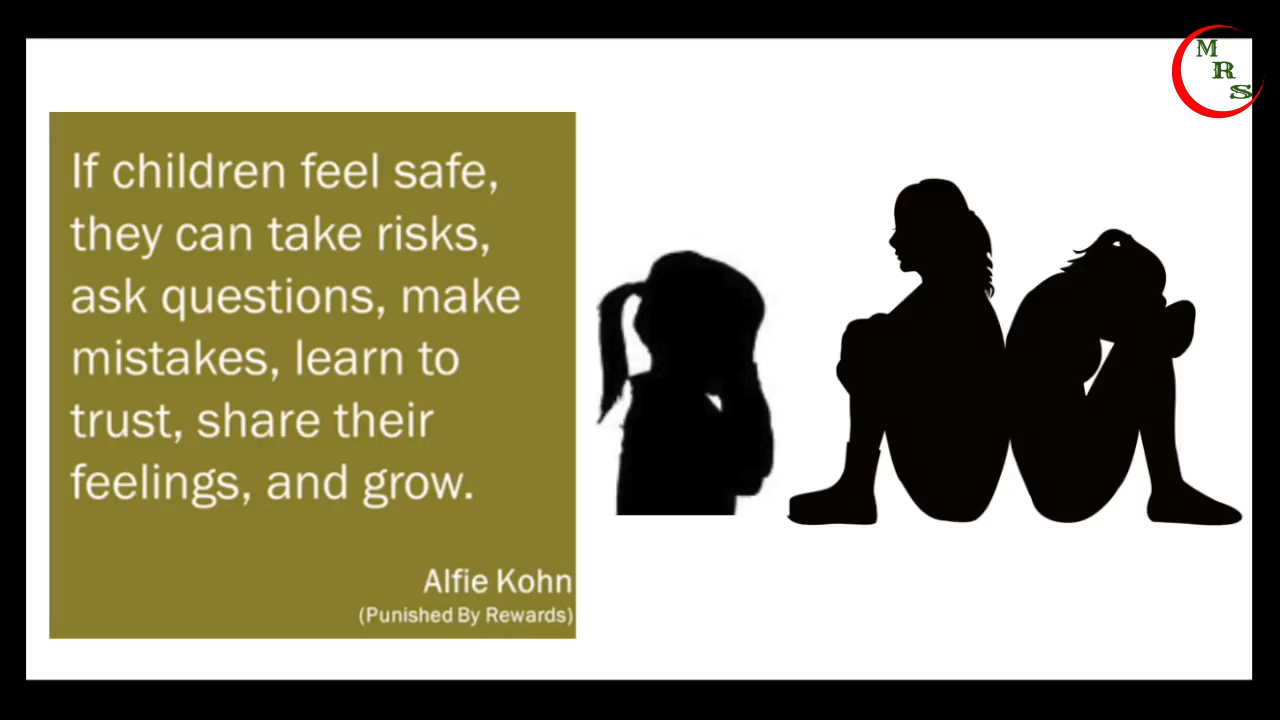 If children feel safe,
they can take risks,
ask questions, make
mistakes, learn to
trust, share their
feelings, and grow.
Alfie Kohn
(Punished By Rewards)
M
R
S